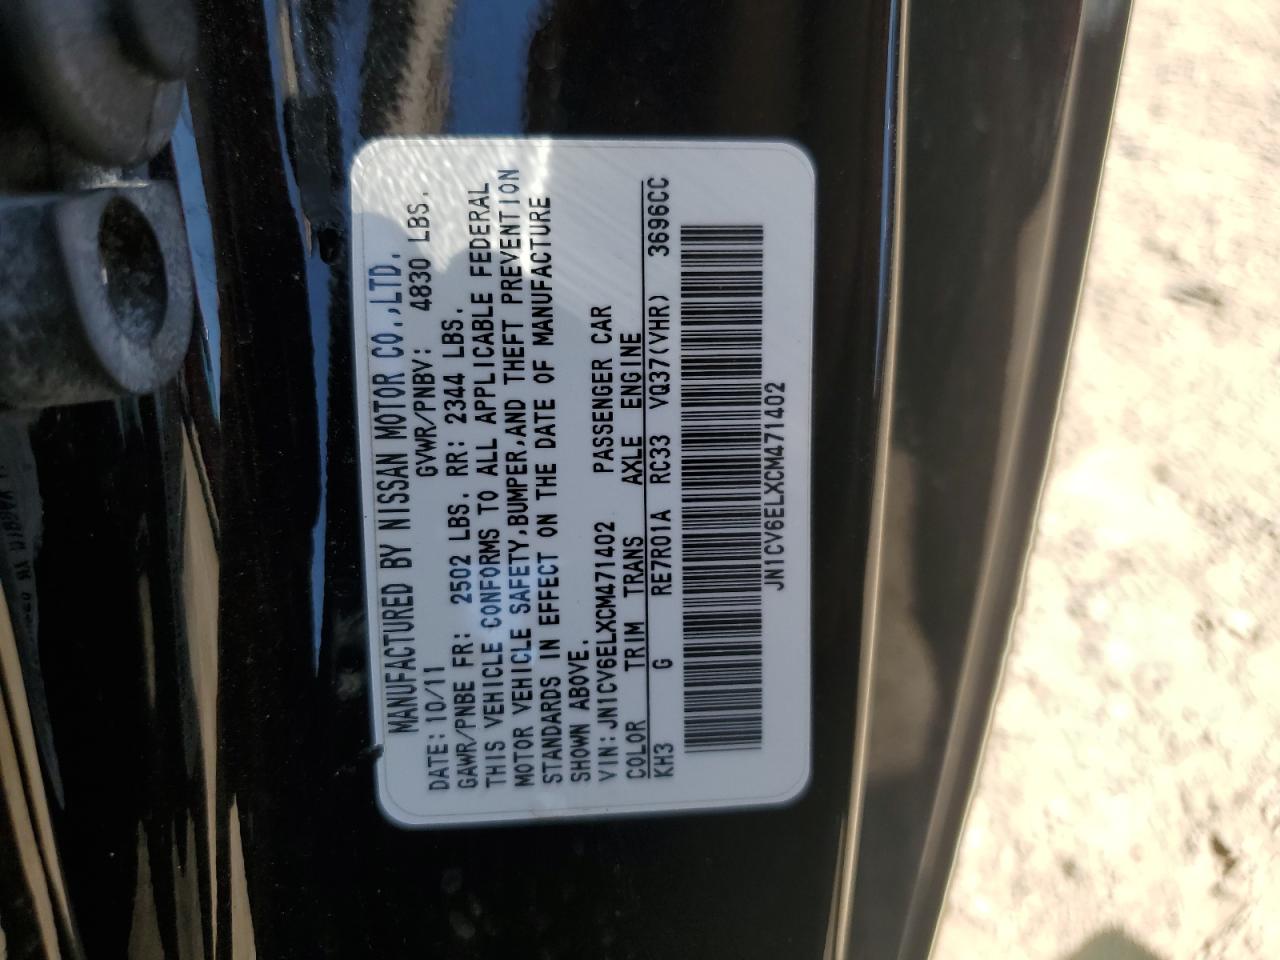 MANUFACTURED BY NISSAN MOTOR CO.,LTD.
DATE: 10/11 GVWR/PNBV: 4830 LBS.
GAWR/PNBE FR: 2502 LBS. RR: 2344 LBS.
THIS VEHICLE CONFORMS TO ALL APPLICABLE FEDERAL
MOTOR VEHICLE SAFETY,BUMPER,AND THEFT PREVENTION
STANDARDS IN EFFECT ON THE DATE OF MANUFACTURE
SHOWN ABOVE.
VIN: JN1CV6ELXCM471402 PASSENGER CAR
COLOR TRIM TRANS AXLE ENGINE
KH3 G RE7R01A RC33 VQ37(VHR) 3696CC
JN1CV6ELXCM471402